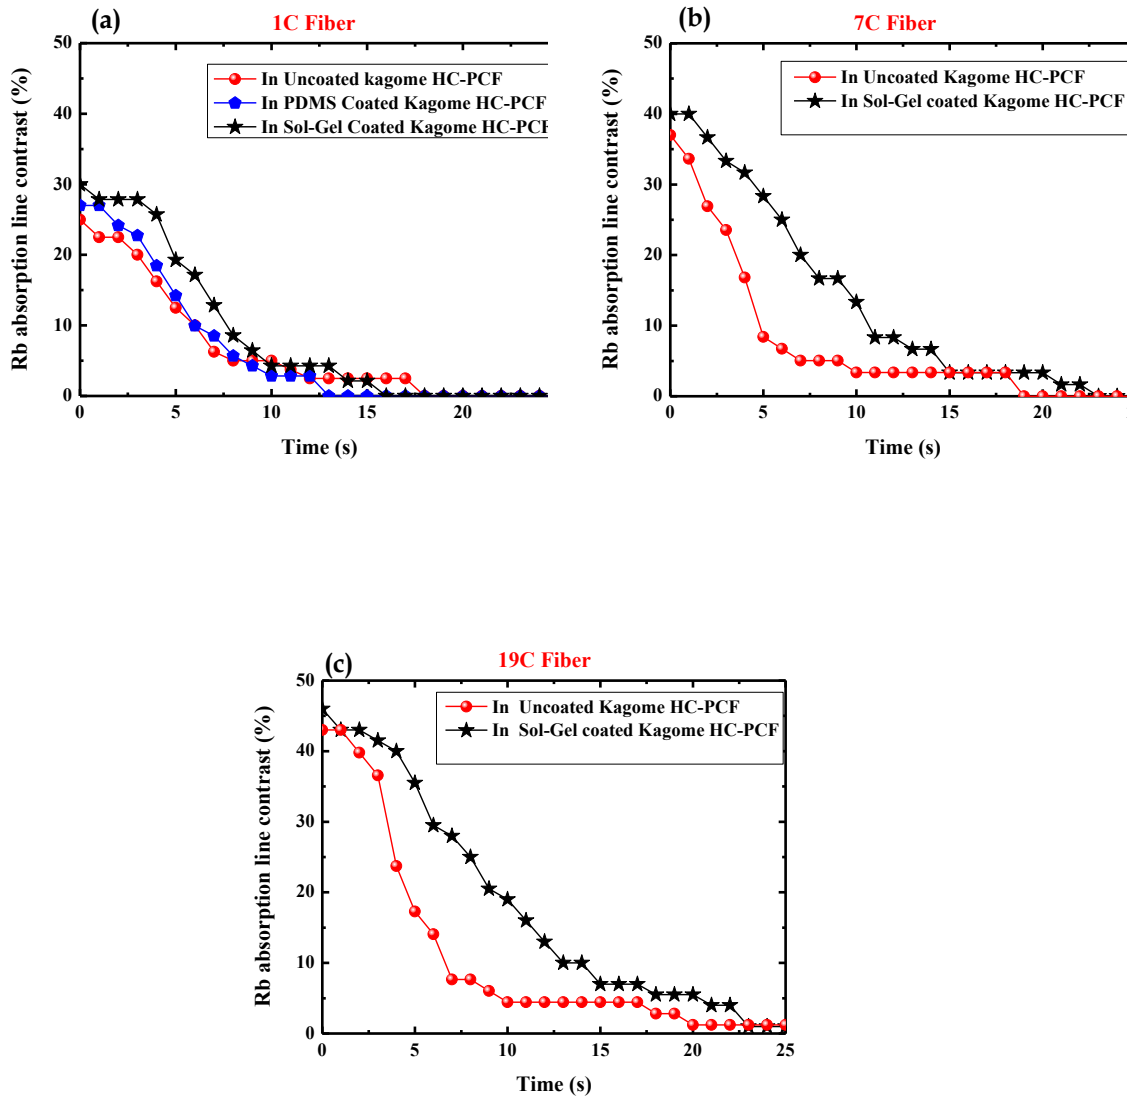 (a)
1C Fiber
In Uncoated kagome HC-PCF
In PDMS Coated Kagome HC-PCF
In Sol-Gel Coated Kagome HC-PCF
Rb absorption line contrast (%)
50
40
30
20
10
0
0 5 10 15 20
Time (s)
(b)
7C Fiber
In Uncoated Kagome HC-PCF
In Sol-Gel coated Kagome HC-PCF
Rb absorption line contrast (%)
50
40
30
20
10
0
0 5 10 15 20
Time (s)
(c)
19C Fiber
In Uncoated Kagome HC-PCF
In Sol-Gel coated Kagome HC-PCF
Rb absorption line contrast (%)
50
40
30
20
10
0
0 5 10 15 20 25
Time (s)